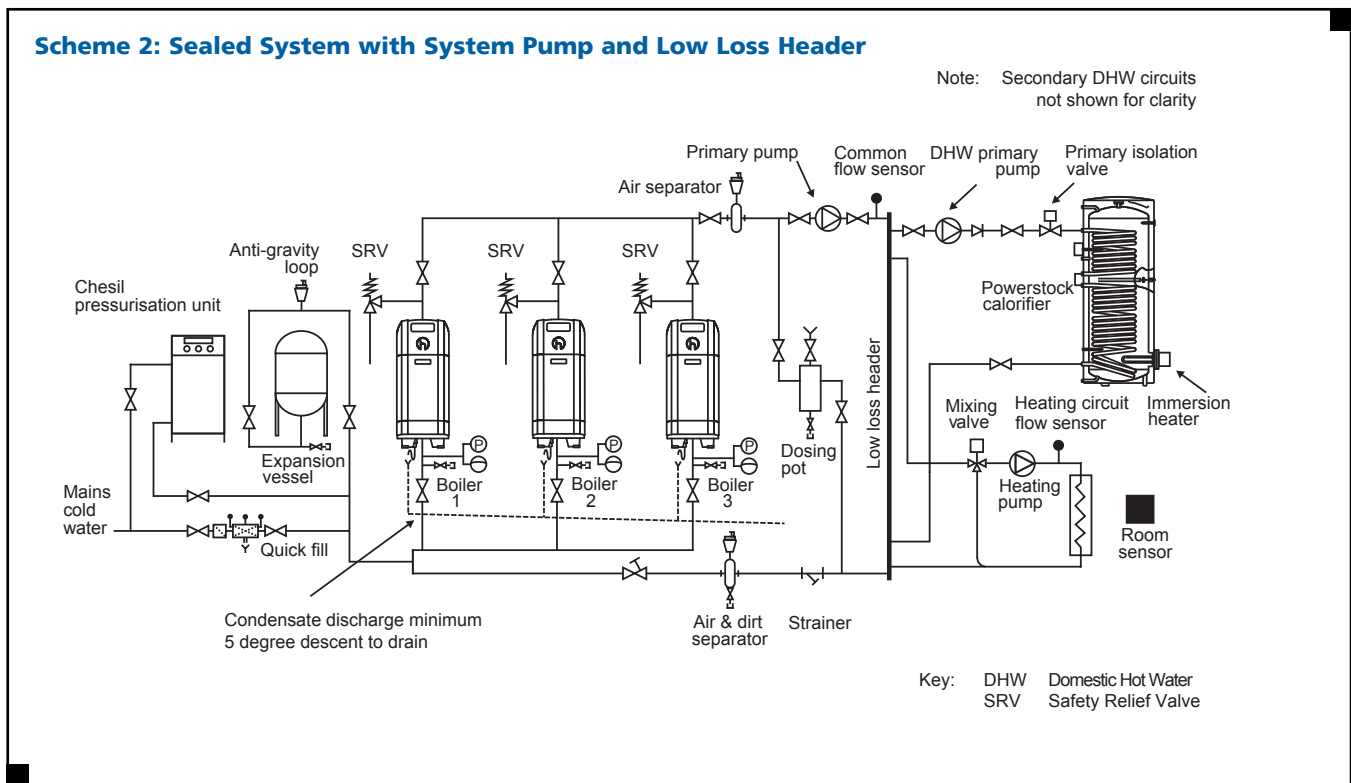 Scheme 2: Sealed System with System Pump and Low Loss Header
Note: Secondary DHW circuits
not shown for clarity
Primary pump
Common
flow sensor
DHW primary
pump
Primary isolation
valve
Air separator
Anti-gravity
loop
SRV
SRV
SRV
Chesil
pressurisation unit
Powerstock
calorifier
Low loss header
Mixing
valve
Heating circuit
flow sensor
Immersion
heater
Dosing
pot
Expansion
vessel
P
P
P
Boiler
1
Boiler
2
Boiler
3
Heating
pump
Mains
cold
water
Quick fill
Room
sensor
Condensate discharge minimum
5 degree descent to drain
Air & dirt
separator
Strainer
Key: DHW Domestic Hot Water
SRV Safety Relief Valve